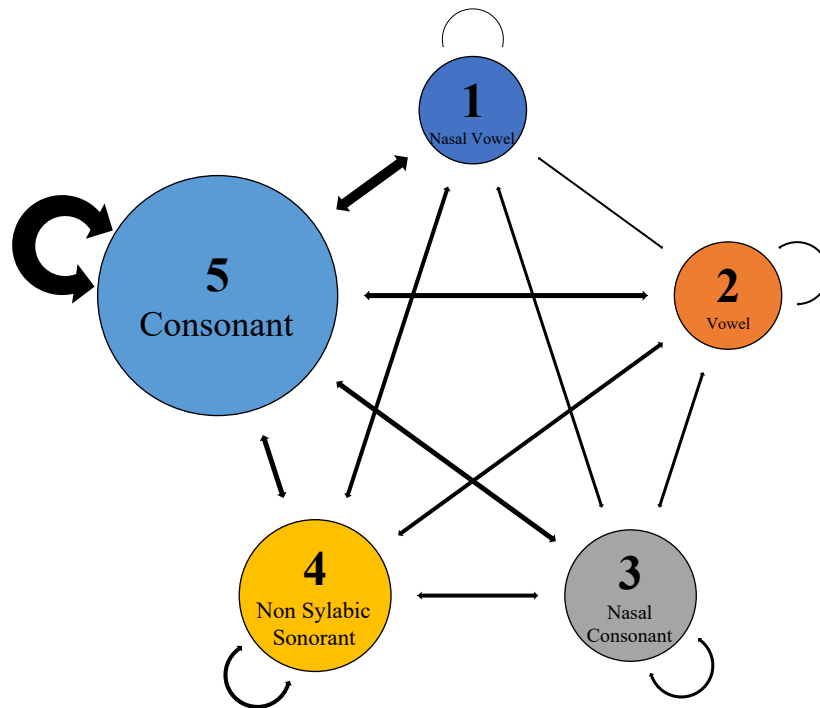 1
Nasal Vowel
5
Consonant
2
Vowel
4
Non Sylabic
Sonorant
3
Nasal
Consonant